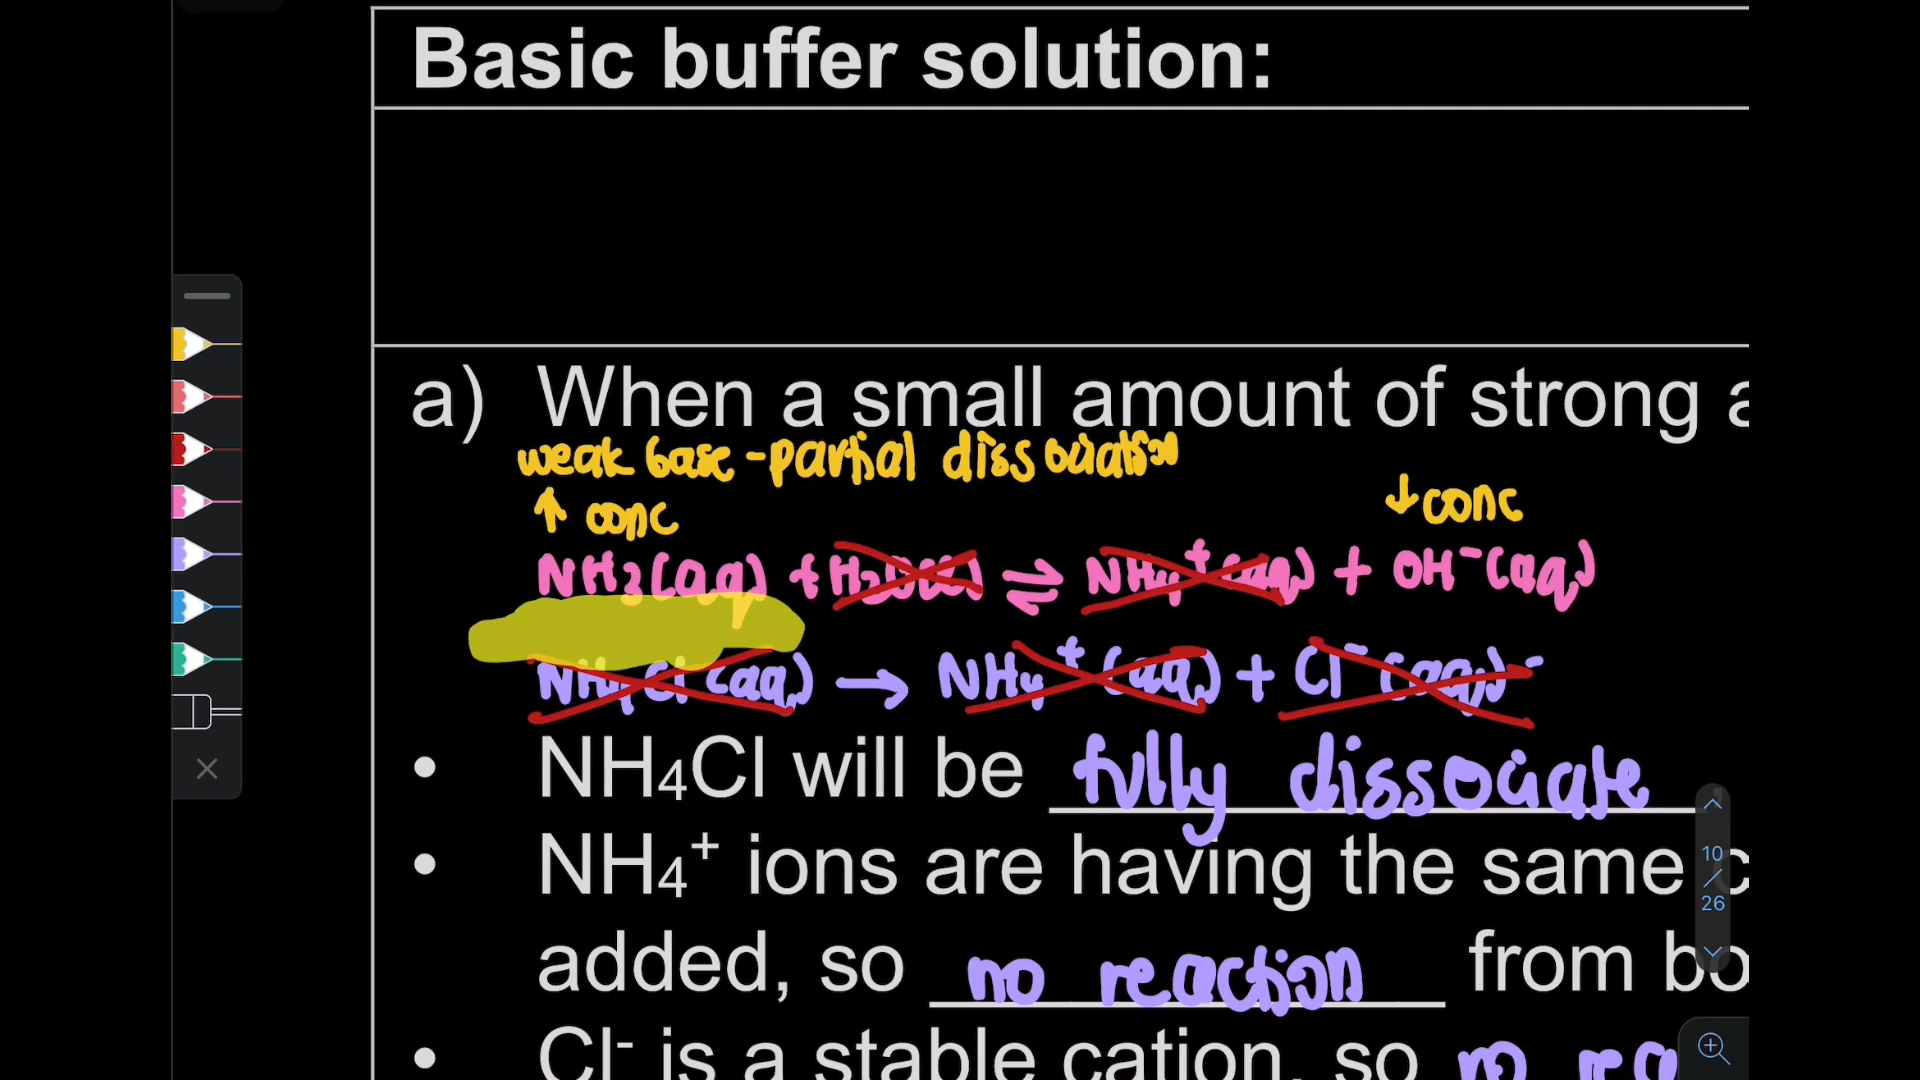 Basic buffer solution:
a) When a small amount of strong a
weak base - partial dissociation
↑ conc
↓ conc
NH3(aq) + H2O(l) ⇌ NH4+(aq) + OH-(aq)
NH4Cl (aq) → NH4+ (aq) + Cl- (aq)
• NH4Cl will be fully dissociate
• NH4+ ions are having the same c
added, so no reaction from bo
• Cl- is a stable cation, so no rea
10
/
26